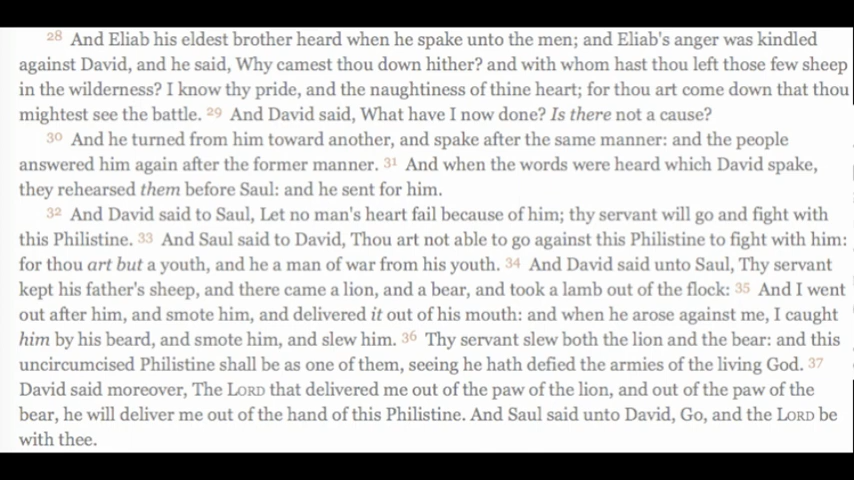 28 And Eliab his eldest brother heard when he spake unto the men; and Eliab's anger was kindled
against David, and he said, Why camest thou down hither? and with whom hast thou left those few sheep
in the wilderness? I know thy pride, and the naughtiness of thine heart; for thou art come down that thou
mightest see the battle. 29 And David said, What have I now done? Is there not a cause?
30 And he turned from him toward another, and spake after the same manner: and the people
answered him again after the former manner. 31 And when the words were heard which David spake,
they rehearsed them before Saul: and he sent for him.
32 And David said to Saul, Let no man's heart fail because of him; thy servant will go and fight with
this Philistine. 33 And Saul said to David, Thou art not able to go against this Philistine to fight with him:
for thou art but a youth, and he a man of war from his youth. 34 And David said unto Saul, Thy servant
kept his father's sheep, and there came a lion, and a bear, and took a lamb out of the flock: 35 And I went
out after him, and smote him, and delivered it out of his mouth: and when he arose against me, I caught
him by his beard, and smote him, and slew him. 36 Thy servant slew both the lion and the bear: and this
uncircumcised Philistine shall be as one of them, seeing he hath defied the armies of the living God. 37
David said moreover, The LORD that delivered me out of the paw of the lion, and out of the paw of the
bear, he will deliver me out of the hand of this Philistine. And Saul said unto David, Go, and the LORD be
with thee.